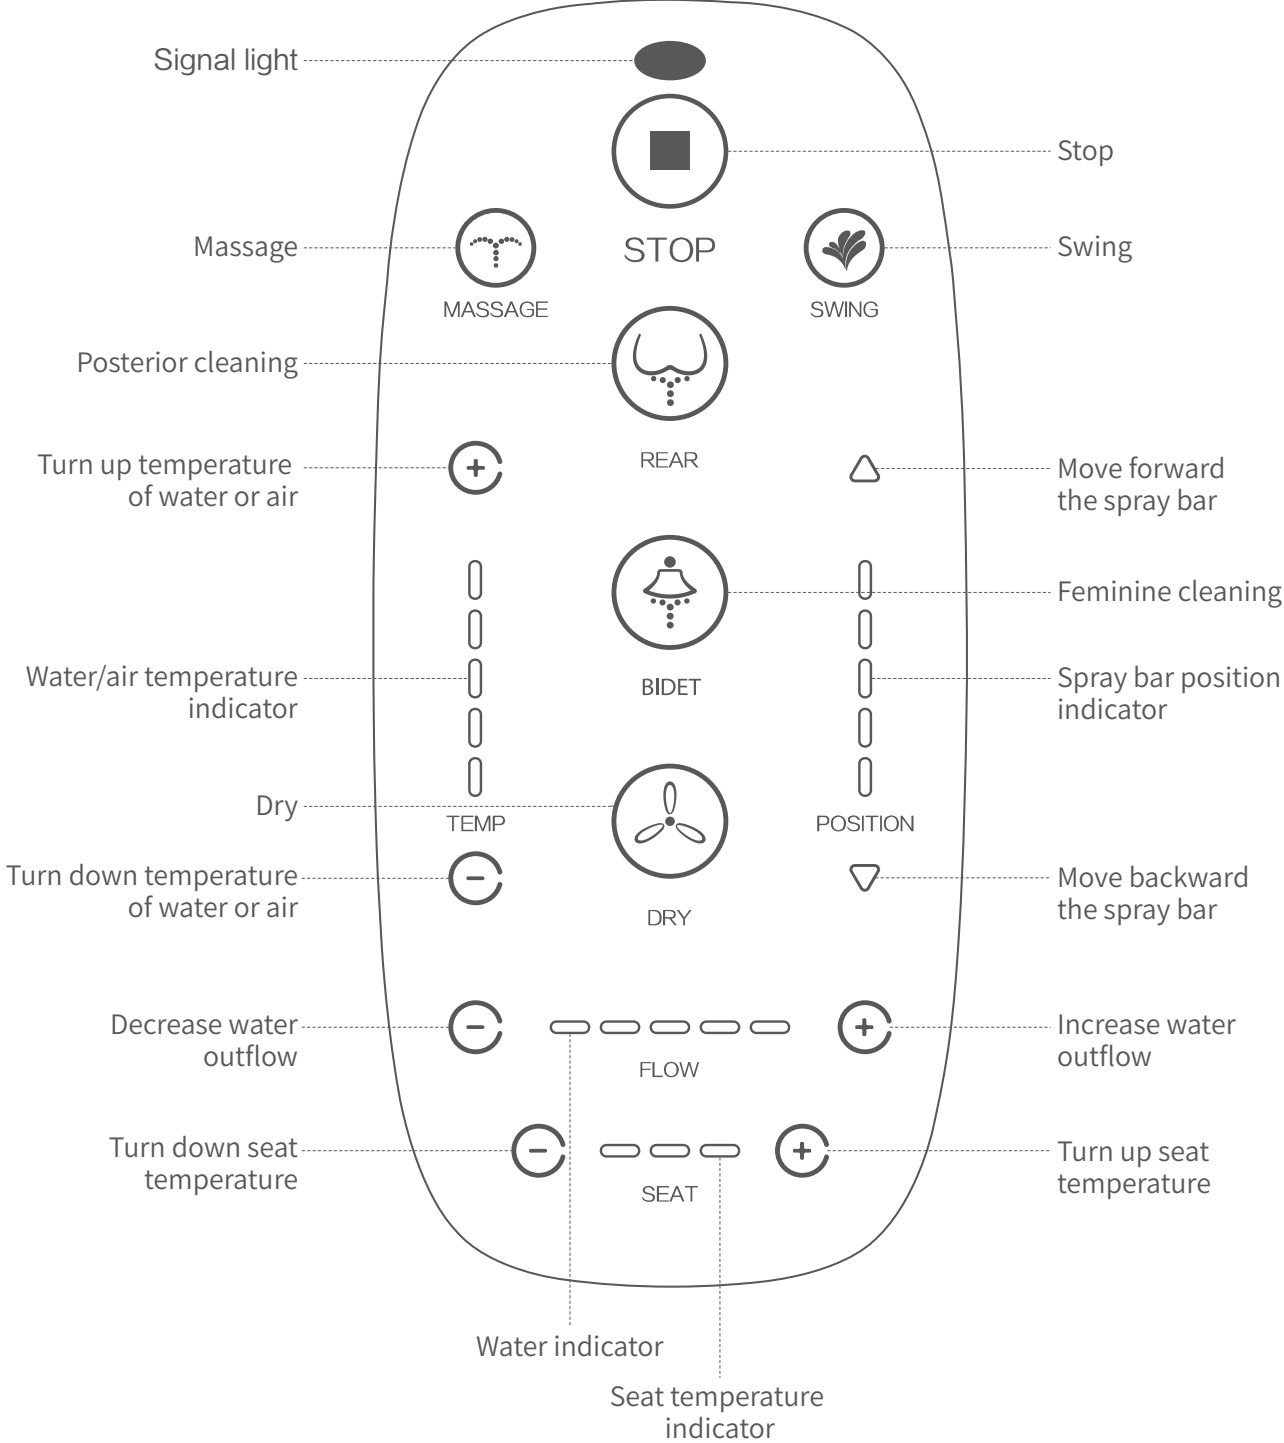 Signal light
Stop
STOP
Massage
Swing
MASSAGE
SWING
Posterior cleaning
REAR
Turn up temperature
of water or air
Move forward
the spray bar
Feminine cleaning
Water/air temperature
indicator
BIDET
Spray bar position
indicator
Dry
TEMP
POSITION
Turn down temperature
of water or air
Move backward
the spray bar
DRY
Decrease water
outflow
Increase water
outflow
FLOW
Turn down seat
temperature
Turn up seat
temperature
SEAT
Water indicator
Seat temperature
indicator